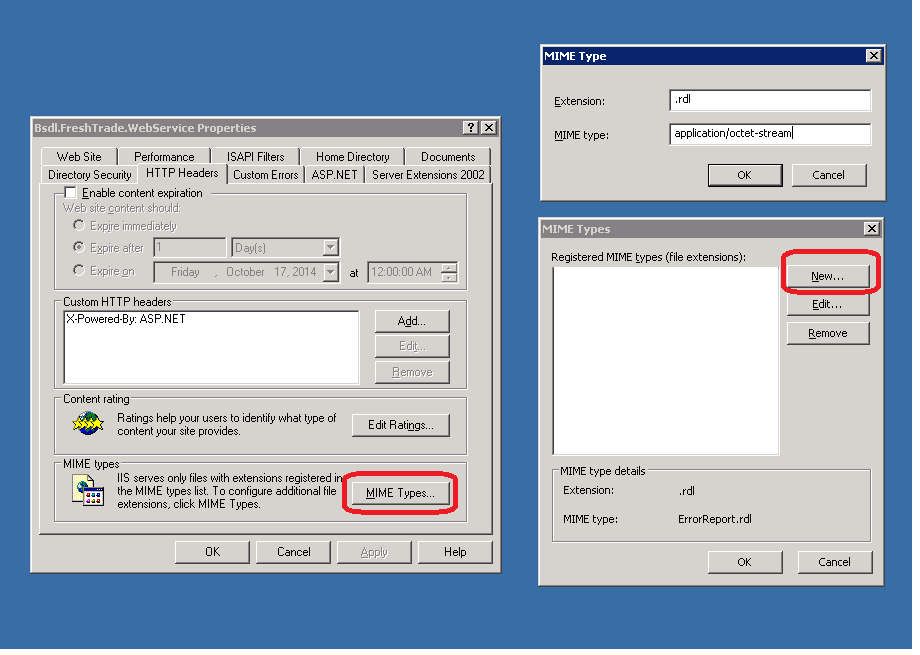 Bsdl.FreshTrade.WebService Properties
Web Site Performance ISAPI Filters Home Directory Documents
Directory Security HTTP Headers Custom Errors ASP.NET Server Extensions 2002
Enable content expiration
Web site content should:
Expire immediately
Expire after 1 Day(s)
Expire on Friday , October 17, 2014 at 12:00:00 AM
Custom HTTP headers
X-Powered-By: ASP.NET
Add...
Edit...
Remove
Content rating
Ratings help your users to identify what type of
content your site provides.
Edit Ratings...
MIME types
IIS serves only files with extensions registered in
the MIME types list. To configure additional file
extensions, click MIME Types.
MIME Types...
OK Cancel Apply Help
MIME Type
Extension: .rdl
MIME type: application/octet-stream
OK Cancel
MIME Types
Registered MIME types (file extensions):
New...
Edit...
Remove
MIME type details
Extension: .rdl
MIME type: ErrorReport.rdl
OK Cancel